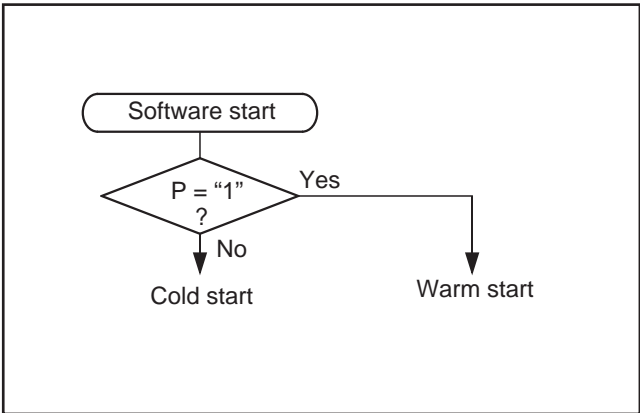 Software start
P = “1”
?
Yes
No
Cold start
Warm start